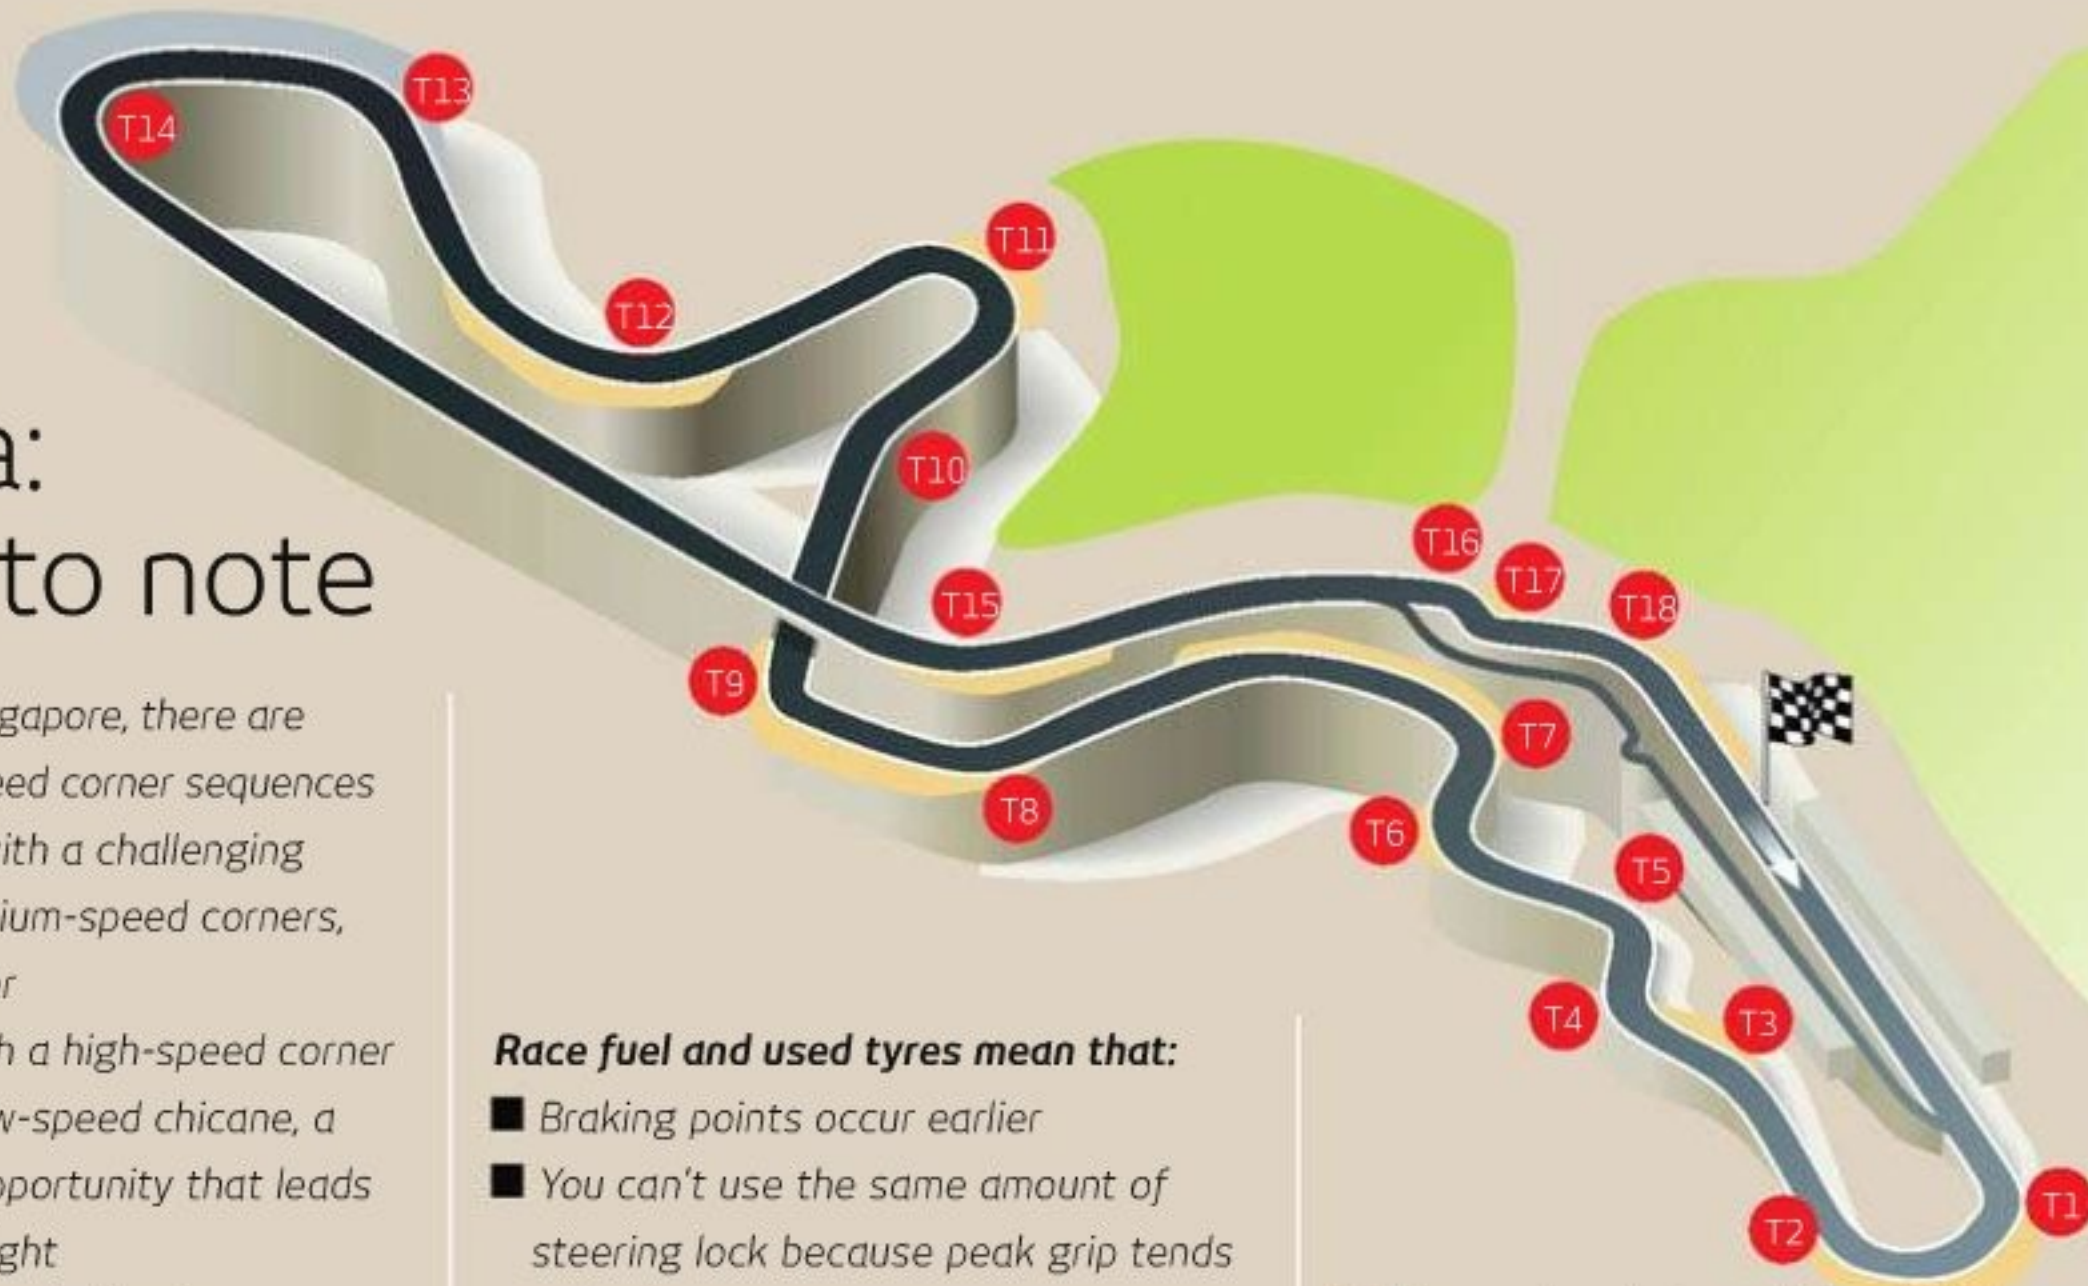 T13
T14
T11
T12
T10
T16
T17
T18
T15
T9
T7
T8
T6
T5
T4
T3
T1
T2
a:
to note
gapore, there are
eed corner sequences
ith a challenging
ium-speed corners,
r
h a high-speed corner
w-speed chicane, a
pportunity that leads
ght
Race fuel and used tyres mean that:
■ Braking points occur earlier
■ You can't use the same amount of
steering lock because peak grip tends